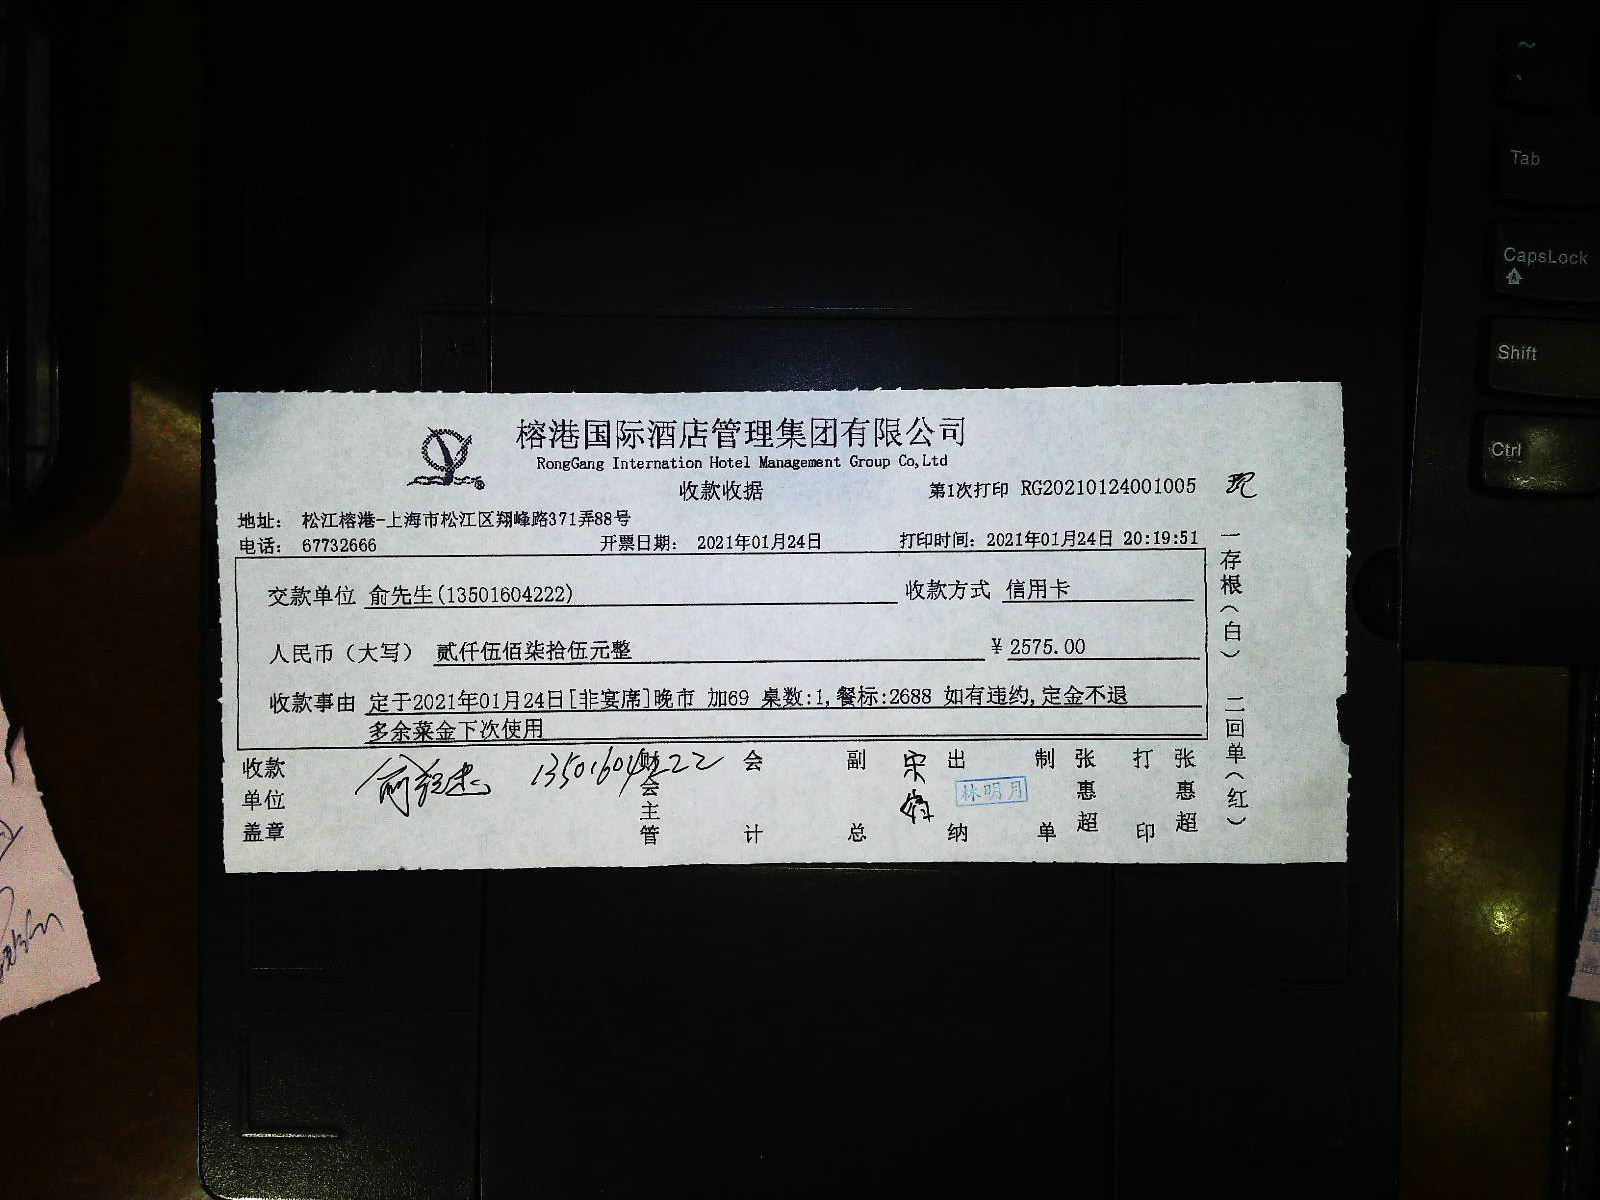 榕港国际酒店管理集团有限公司
RongGang Internation Hotel Management Group Co,Ltd
收款收据
第1次打印 RG20210124001005
地址: 松江榕港-上海市松江区翔峰路371弄88号
电话: 67732666 开票日期: 2021年01月24日 打印时间: 2021年01月24日 20:19:51
交款单位 俞先生(13501604222) 收款方式 信用卡
人民币（大写） 贰仟伍佰柒拾伍元整 ¥2575.00
收款事由 定于2021年01月24日[非宴席]晚市 加69 桌数:1,餐标:2688 如有违约,定金不退
多余菜金下次使用
收款单位盖章
13501604222
财会主管
会计
副总
出纳 林明月
制单 张惠超
打印 张惠超
一存根(白) 二回单(红)
~
`
Tab
CapsLock
Shift
Ctrl